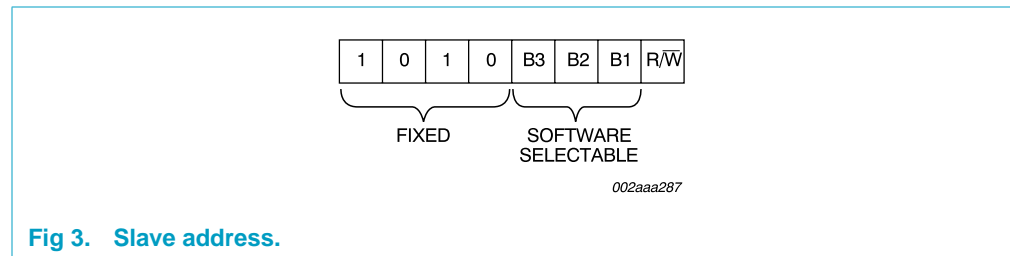 1 0 1 0 B3 B2 B1 R/W̅
FIXED SOFTWARE
SELECTABLE
002aaa287
Fig 3. Slave address.